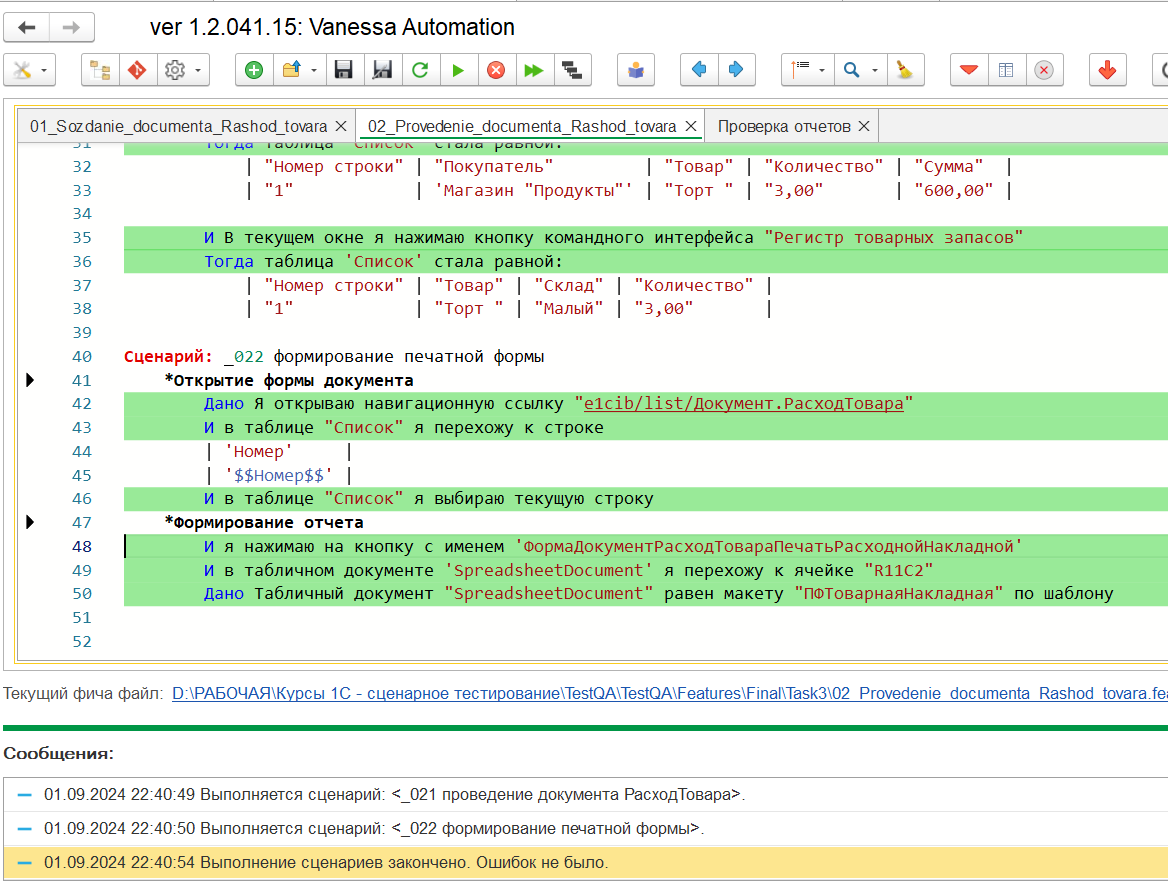 ver 1.2.041.15: Vanessa Automation
01_Sozdanie_documenta_Rashod_tovara × 02_Provedenie_documenta_Rashod_tovara × Проверка отчетов ×
31 Тогда таблица 'Список' стала равной:
32 | "Номер строки" | "Покупатель" | "Товар" | "Количество" | "Сумма" |
33 | "1" | 'Магазин "Продукты"' | "Торт " | "3,00" | "600,00" |
34
35 И В текущем окне я нажимаю кнопку командного интерфейса "Регистр товарных запасов"
36 Тогда таблица 'Список' стала равной:
37 | "Номер строки" | "Товар" | "Склад" | "Количество" |
38 | "1" | "Торт " | "Малый" | "3,00" |
39
40 Сценарий: _022 формирование печатной формы
41 *Открытие формы документа
42 Дано Я открываю навигационную ссылку "e1cib/list/Документ.РасходТовара"
43 И в таблице "Список" я перехожу к строке
44 | 'Номер' |
45 | '$$Номер$$' |
46 И в таблице "Список" я выбираю текущую строку
47 *Формирование отчета
48 И я нажимаю на кнопку с именем 'ФормаДокументРасходТовараПечатьРасходнойНакладной'
49 И в табличном документе 'SpreadsheetDocument' я перехожу к ячейке "R11C2"
50 Дано Табличный документ "SpreadsheetDocument" равен макету "ПФТоварнаяНакладная" по шаблону
51
52
Текущий фича файл: D:\РАБОЧАЯ\Курсы 1С - сценарное тестирование\TestQA\TestQA\Features\Final\Task3\02_Provedenie_documenta_Rashod_tovara.fea
Сообщения:
01.09.2024 22:40:49 Выполняется сценарий: <_021 проведение документа РасходТовара>.
01.09.2024 22:40:50 Выполняется сценарий: <_022 формирование печатной формы>.
01.09.2024 22:40:54 Выполнение сценариев закончено. Ошибок не было.